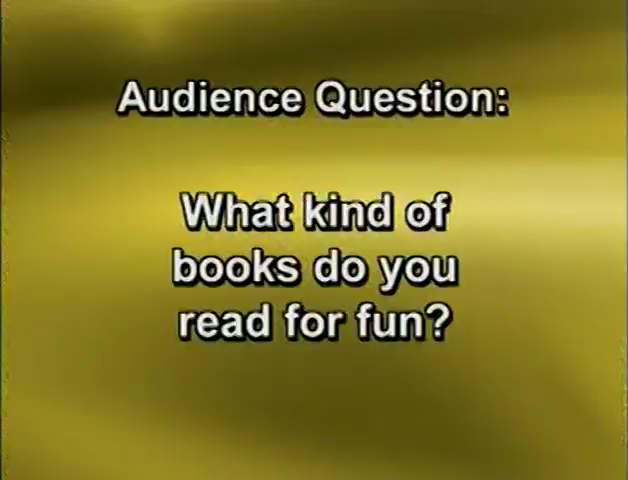 Audience Question:
What kind of
books do you
read for fun?